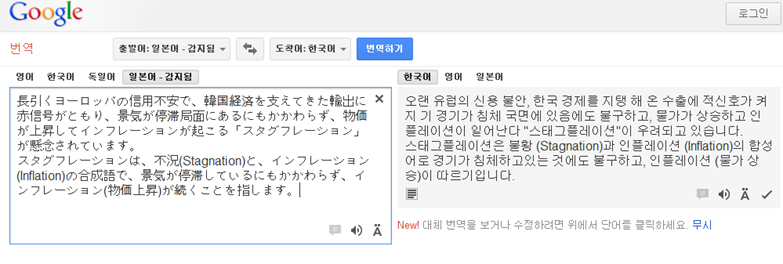 Google
로그인
번역
출발어: 일본어 - 감지됨
도착어: 한국어
번역하기
영어 한국어 독일어 일본어 - 감지됨
한국어 영어 일본어
長引くヨーロッパの信用不安で、韓国経済を支えてきた輸出に
赤信号がともり、景気が停滞局面にあるにもかかわらず、物価
が上昇してインフレーションが起こる「スタグフレーション」
が懸念されています。
スタグフレーションは、不況(Stagnation)と、インフレーション
(Inflation)の合成語で、景気が停滞しているにもかかわらず、イ
ンフレーション(物価上昇)が続くことを指します。
Ä
오랜 유럽의 신용 불안, 한국 경제를 지탱 해 온 수출에 적신호가 켜
지 기 경기가 침체 국면에 있음에도 불구하고, 물가가 상승하고 인
플레이션이 일어난다 "스태그플레이션"이 우려되고 있습니다.
스태그플레이션은 불황 (Stagnation)과 인플레이션 (Inflation)의 합성
어로 경기가 침체하고있는 것에도 불구하고, 인플레이션 (물가 상
승)이 따르기입니다.
Ä
New! 대체 번역을 보거나 수정하려면 위에서 단어를 클릭하세요. 무시